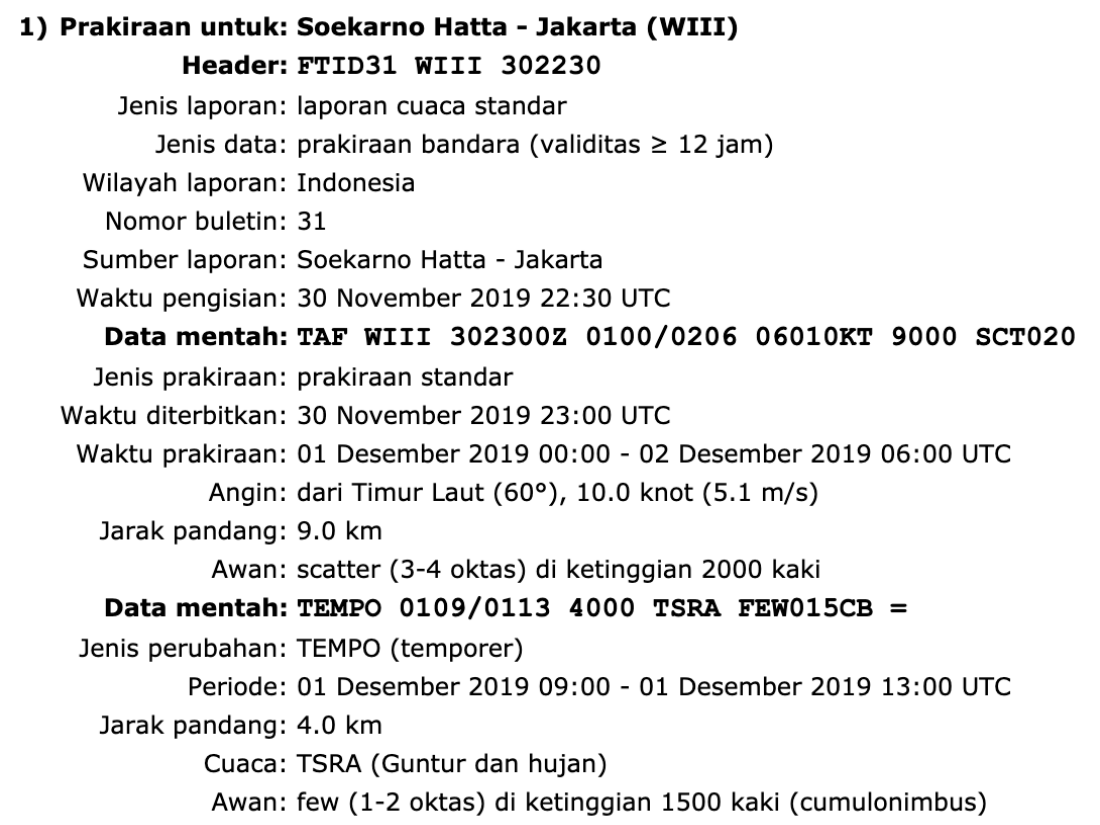 1) Prakiraan untuk: Soekarno Hatta - Jakarta (WIII)
Header: FTID31 WIII 302230
Jenis laporan: laporan cuaca standar
Jenis data: prakiraan bandara (validitas ≥ 12 jam)
Wilayah laporan: Indonesia
Nomor buletin: 31
Sumber laporan: Soekarno Hatta - Jakarta
Waktu pengisian: 30 November 2019 22:30 UTC
Data mentah: TAF WIII 302300Z 0100/0206 06010KT 9000 SCT020
Jenis prakiraan: prakiraan standar
Waktu diterbitkan: 30 November 2019 23:00 UTC
Waktu prakiraan: 01 Desember 2019 00:00 - 02 Desember 2019 06:00 UTC
Angin: dari Timur Laut (60º), 10.0 knot (5.1 m/s)
Jarak pandang: 9.0 km
Awan: scatter (3-4 oktas) di ketinggian 2000 kaki
Data mentah: TEMPO 0109/0113 4000 TSRA FEW015CB =
Jenis perubahan: TEMPO (temporer)
Periode: 01 Desember 2019 09:00 - 01 Desember 2019 13:00 UTC
Jarak pandang: 4.0 km
Cuaca: TSRA (Guntur dan hujan)
Awan: few (1-2 oktas) di ketinggian 1500 kaki (cumulonimbus)